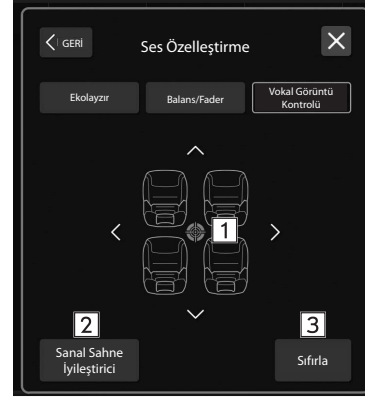 GERİ
Ses Özelleştirme
Ekolayzır
Balans/Fader
Vokal Görüntü
Kontrolü
1
2
3
Sanal Sahne
İyileştirici
Sıfırla